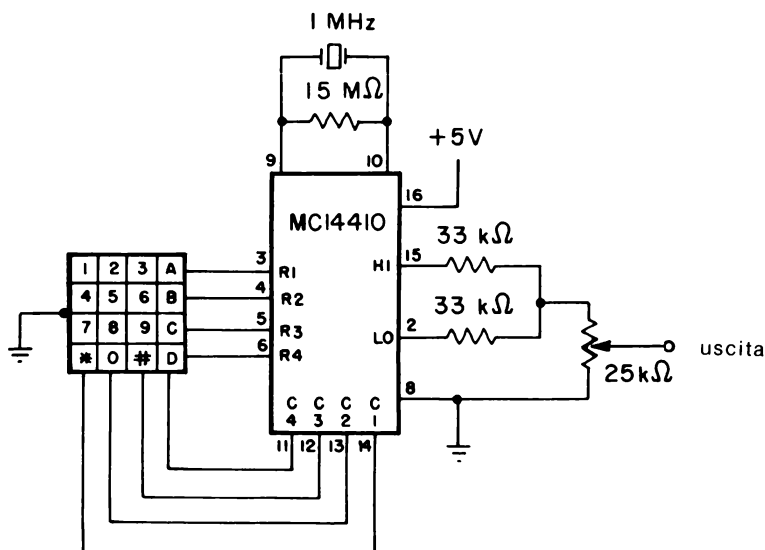 1 MHz
15 MΩ
9
10
+5V
16
MC14410
33 kΩ
15
HI
3
R1
1 2 3 A
4
R2
4 5 6 B
33 kΩ
2
LO
5
R3
7 8 9 C
6
R4
* 0 # D
25kΩ
uscita
8
C C C C
4 3 2 1
11 12 13 14